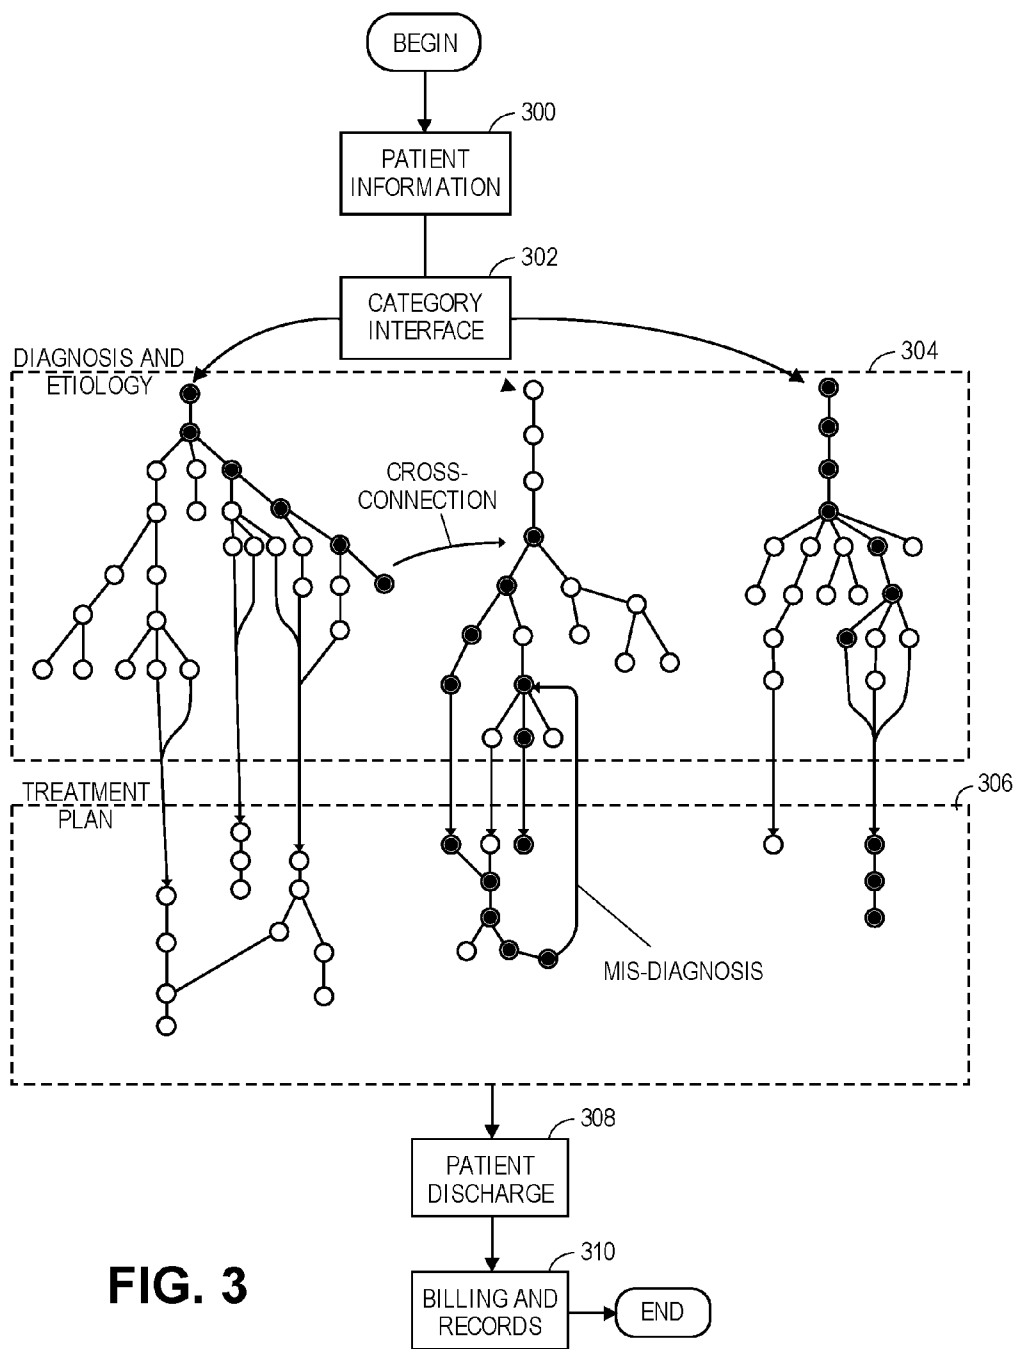 BEGIN
300
PATIENT
INFORMATION
302
CATEGORY
INTERFACE
DIAGNOSIS AND
ETIOLOGY
304
CROSS-
CONNECTION
TREATMENT
PLAN
306
MIS-DIAGNOSIS
308
PATIENT
DISCHARGE
310
BILLING AND
RECORDS
END
FIG. 3